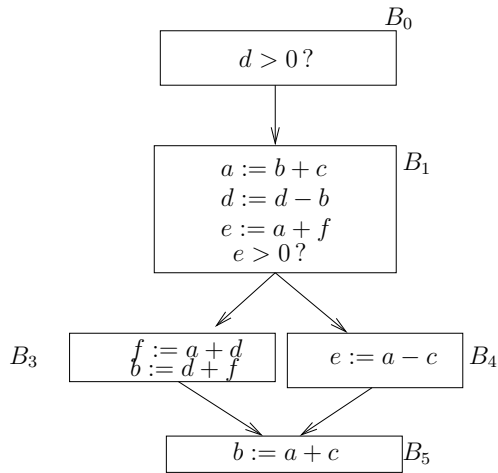 B₀
d > 0 ?
B₁
a := b + c
d := d − b
e := a + f
e > 0 ?
B₃
f := a + d
b := d + f
e := a − c
B₄
b := a + c
B₅